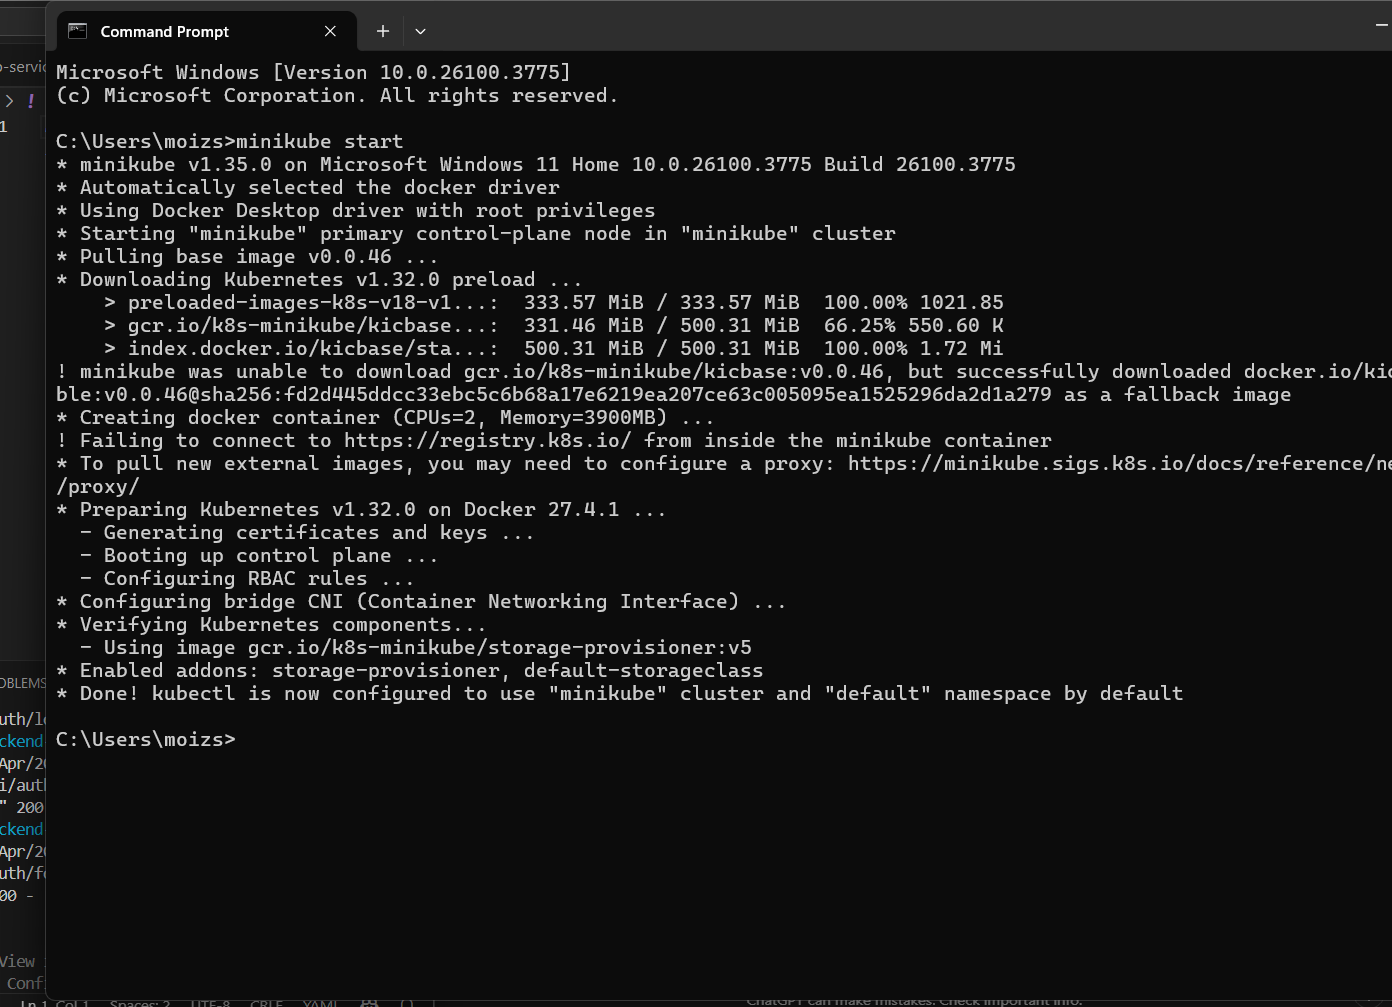 Command Prompt
Microsoft Windows [Version 10.0.26100.3775]
(c) Microsoft Corporation. All rights reserved.
C:\Users\moizs>minikube start
* minikube v1.35.0 on Microsoft Windows 11 Home 10.0.26100.3775 Build 26100.3775
* Automatically selected the docker driver
* Using Docker Desktop driver with root privileges
* Starting "minikube" primary control-plane node in "minikube" cluster
* Pulling base image v0.0.46 ...
* Downloading Kubernetes v1.32.0 preload ...
    > preloaded-images-k8s-v18-v1...:  333.57 MiB / 333.57 MiB  100.00% 1021.85
    > gcr.io/k8s-minikube/kicbase...:  331.46 MiB / 500.31 MiB  66.25% 550.60 K
    > index.docker.io/kicbase/sta...:  500.31 MiB / 500.31 MiB  100.00% 1.72 Mi
! minikube was unable to download gcr.io/k8s-minikube/kicbase:v0.0.46, but successfully downloaded docker.io/kic
ble:v0.0.46@sha256:fd2d445ddcc33ebc5c6b68a17e6219ea207ce63c005095ea1525296da2d1a279 as a fallback image
* Creating docker container (CPUs=2, Memory=3900MB) ...
! Failing to connect to https://registry.k8s.io/ from inside the minikube container
* To pull new external images, you may need to configure a proxy: https://minikube.sigs.k8s.io/docs/reference/ne
/proxy/
* Preparing Kubernetes v1.32.0 on Docker 27.4.1 ...
  - Generating certificates and keys ...
  - Booting up control plane ...
  - Configuring RBAC rules ...
* Configuring bridge CNI (Container Networking Interface) ...
* Verifying Kubernetes components...
  - Using image gcr.io/k8s-minikube/storage-provisioner:v5
* Enabled addons: storage-provisioner, default-storageclass
* Done! kubectl is now configured to use "minikube" cluster and "default" namespace by default
C:\Users\moizs>
o-servic
> !
1
OBLEMS
uth/lo
ckend
Apr/20
i/auth
" 200
ckend
Apr/20
uth/fo
00 -
View
Conf
Ln 1, Col 1 Spaces: 2 UTF-8 CRLF YAML
ChatGPT can make mistakes. Check important info.